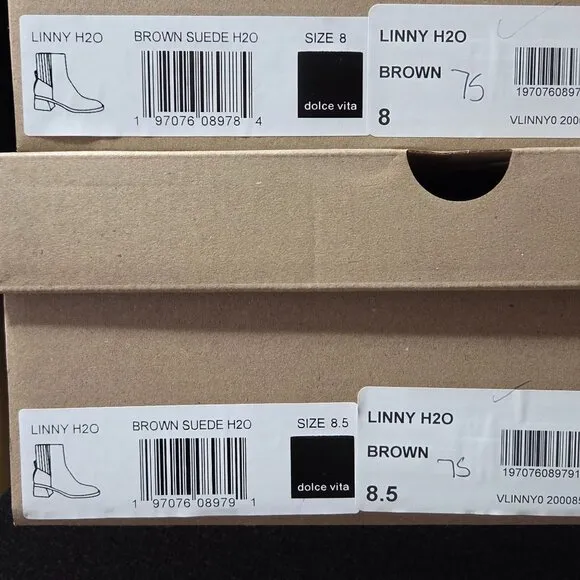 LINNY H2O
BROWN SUEDE H2O
SIZE 8
dolce vita
1 97076 08978 4
LINNY H2O
BROWN 75
8
197076089
VLINNY0 2000
LINNY H2O
BROWN SUEDE H2O
SIZE 8.5
dolce vita
1 97076 08979 1
LINNY H2O
BROWN 75
8.5
19707608979
VLINNY0 20008